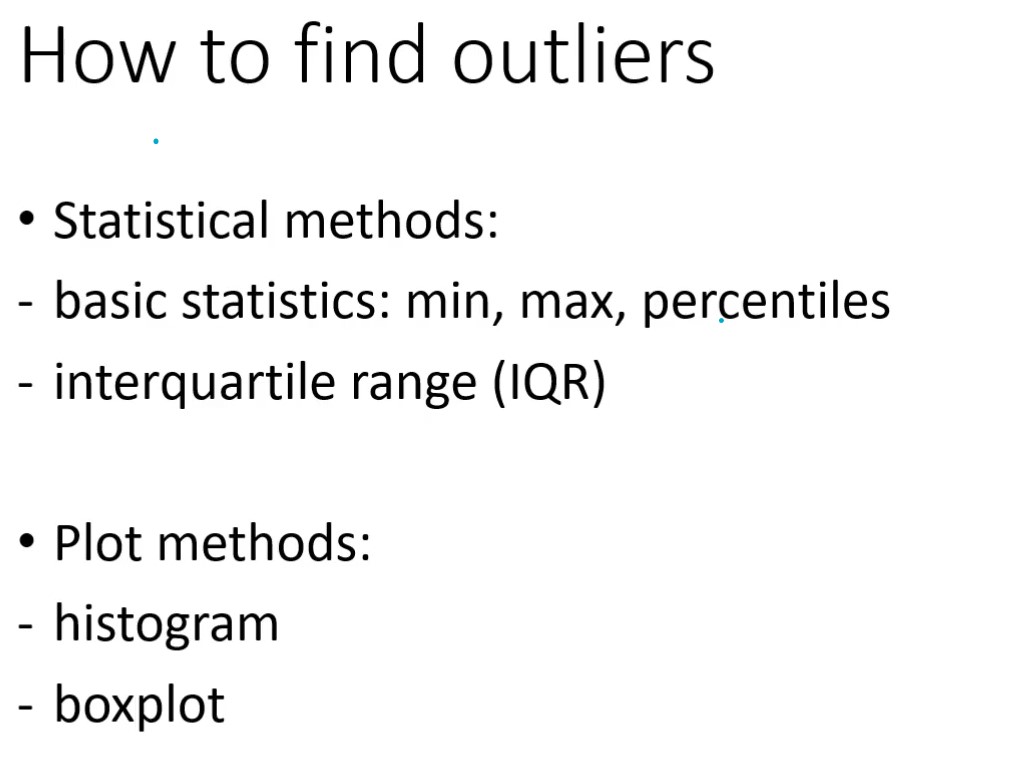 How to find outliers
• Statistical methods:
- basic statistics: min, max, percentiles
- interquartile range (IQR)
• Plot methods:
- histogram
- boxplot